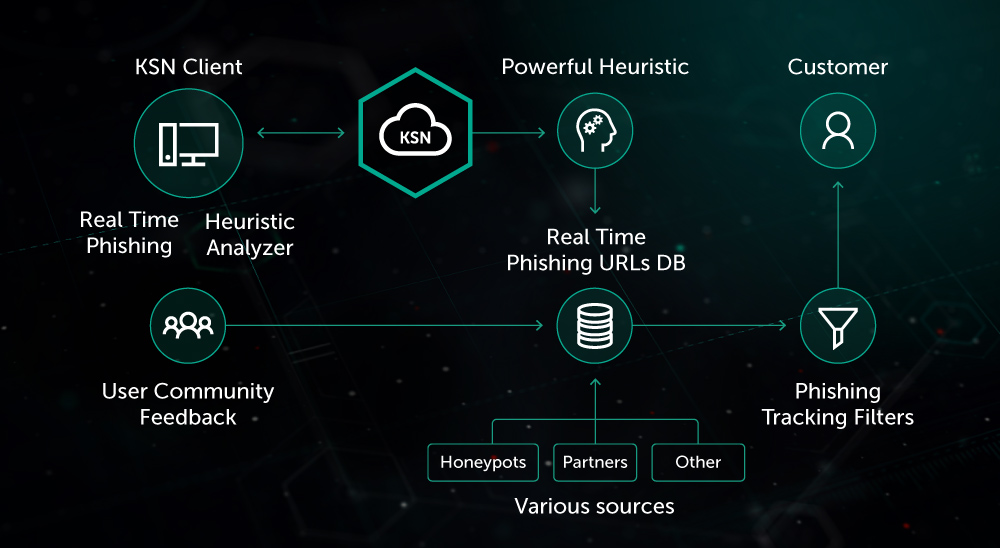 KSN Client
Powerful Heuristic
Customer
KSN
Real Time
Phishing
Heuristic
Analyzer
Real Time
Phishing URLs DB
User Community
Feedback
Phishing
Tracking Filters
Honeypots
Partners
Other
Various sources